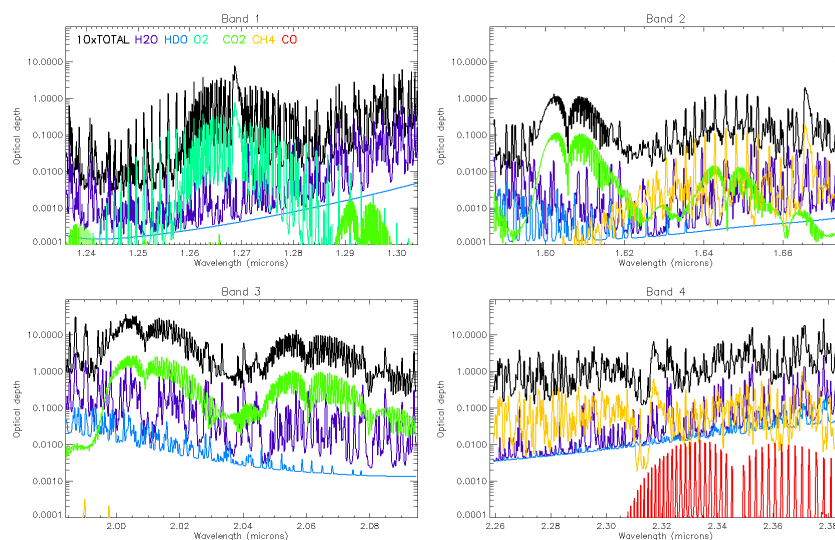 Band 1
10xTOTAL H2O HDO O2 CO2 CH4 CO
10.0000
1.0000
0.1000
0.0100
0.0010
0.0001
Optical depth
1.24 1.25 1.26 1.27 1.28 1.29 1.30
Wavelength (microns)
Band 2
10.0000
1.0000
0.1000
0.0100
0.0010
0.0001
Optical depth
1.60 1.62 1.64 1.66
Wavelength (microns)
Band 3
10.0000
1.0000
0.1000
0.0100
0.0010
0.0001
Optical depth
2.00 2.02 2.04 2.06 2.08
Wavelength (microns)
Band 4
10.0000
1.0000
0.1000
0.0100
0.0010
0.0001
Optical depth
2.26 2.28 2.30 2.32 2.34 2.36
Wavelength (microns)